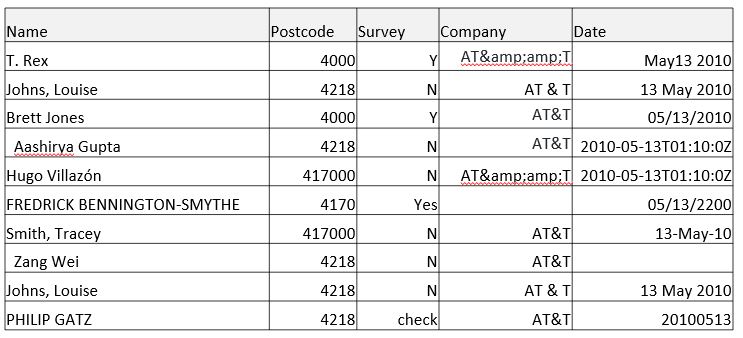 Name Postcode Survey Company Date
T. Rex 4000 Y AT&amp;amp;T May13 2010
Johns, Louise 4218 N AT & T 13 May 2010
Brett Jones 4000 Y AT&T 05/13/2010
Aashirya Gupta 4218 N AT&T 2010-05-13T01:10:0Z
Hugo Villazón 417000 N AT&amp;amp;T 2010-05-13T01:10:0Z
FREDRICK BENNINGTON-SMYTHE 4170 Yes 05/13/2200
Smith, Tracey 417000 N AT&T 13-May-10
Zang Wei 4218 N AT&T
Johns, Louise 4218 N AT & T 13 May 2010
PHILIP GATZ 4218 check AT&T 20100513